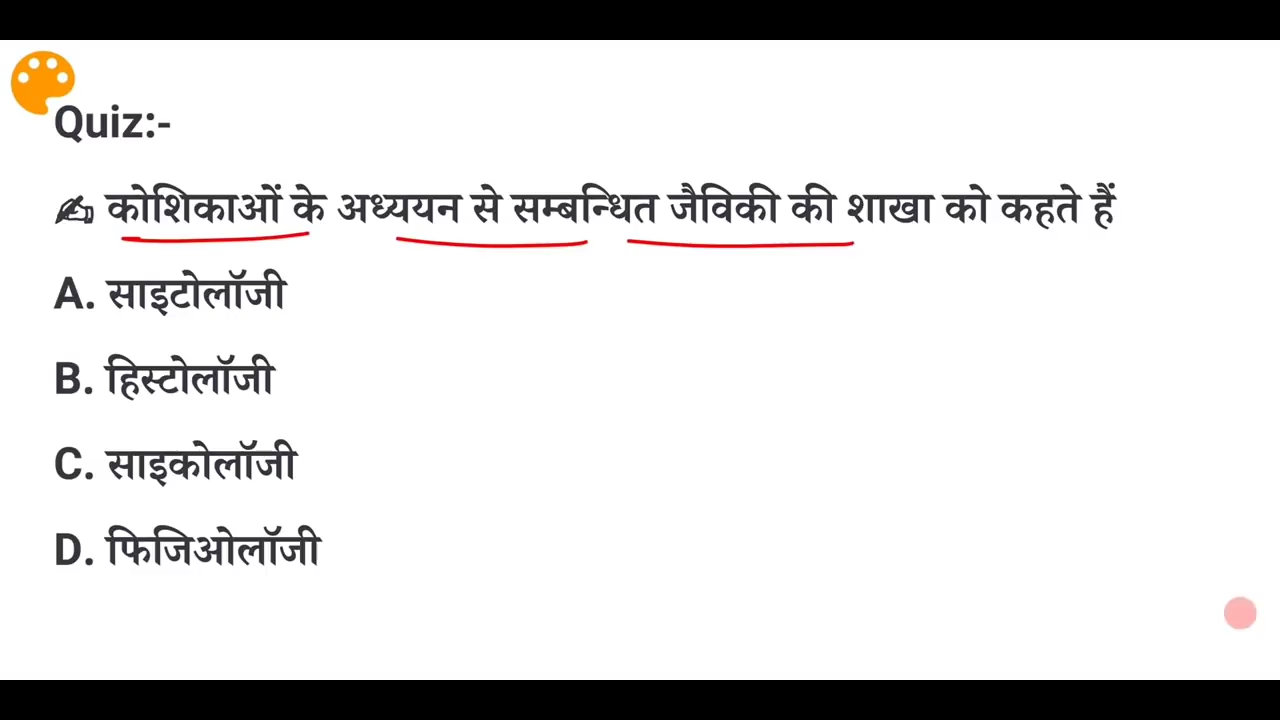 Quiz:-
✍ कोशिकाओं के अध्ययन से सम्बन्धित जैविकी की शाखा को कहते हैं
A. साइटोलॉजी
B. हिस्टोलॉजी
C. साइकोलॉजी
D. फिजिओलॉजी